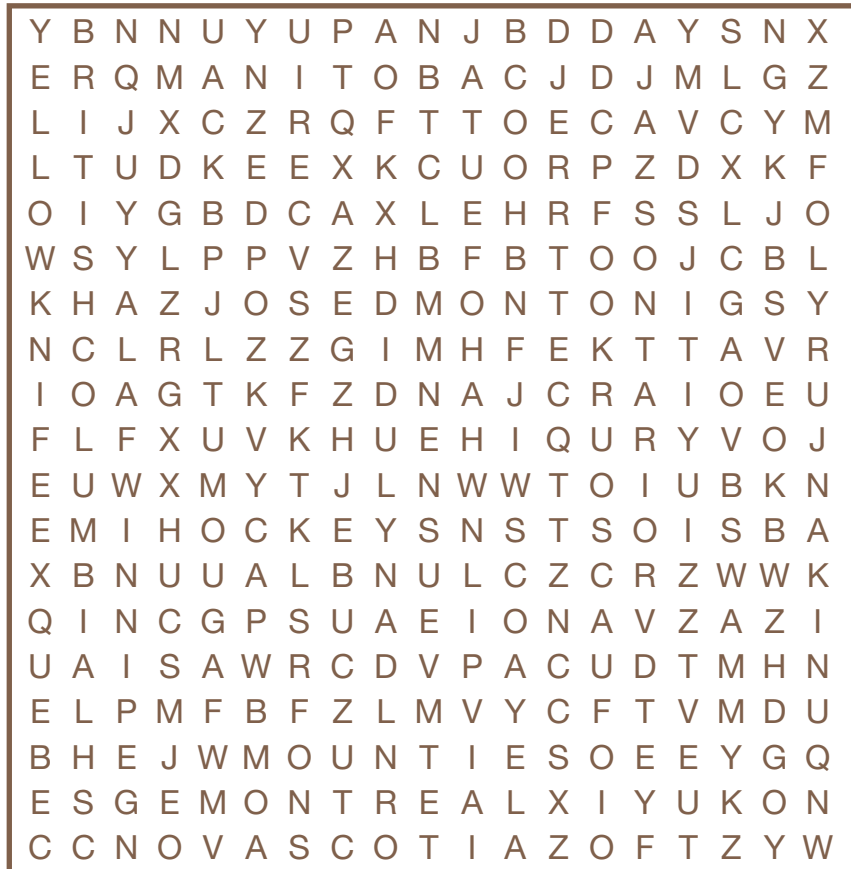 Y B N N U Y U P A N J B D D A Y S N X
E R Q M A N I T O B A C J D J M L G Z
L I J X C Z R Q F T T O E C A V C Y M
L T U D K E E X K C U O R P Z D X K F
O I Y G B D C A X L E H R F S S L J O
W S Y L P P V Z H B F B T O O J C B L
K H A Z J O S E D M O N T O N I G S Y
N C L R L Z Z G I M H F E K T T A V R
I O A G T K F Z D N A J C R A I O E U
F L F X U V K H U E H I Q U R Y V O J
E U W X M Y T J L N W W T O I U B K N
E M I H O C K E Y S N S T S O I S B A
X B N U U A L B N U L C Z C R Z W W K
Q I N C G P S U A E I O N A V Z A Z I
U A I S A W R C D V P A C U D T M H N
E L P M F B F Z L M V Y C F T V M D U
B H E J W M O U N T I E S O E E Y G Q
E S G E M O N T R E A L X I Y U K O N
C C N O V A S C O T I A Z O F T Z Y W